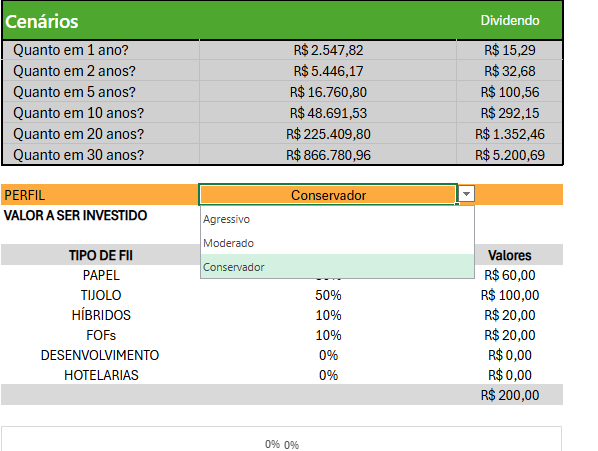 Cenários Dividendo
Quanto em 1 ano? R$ 2.547,82 R$ 15,29
Quanto em 2 anos? R$ 5.446,17 R$ 32,68
Quanto em 5 anos? R$ 16.760,80 R$ 100,56
Quanto em 10 anos? R$ 48.691,53 R$ 292,15
Quanto em 20 anos? R$ 225.409,80 R$ 1.352,46
Quanto em 30 anos? R$ 866.780,96 R$ 5.200,69
PERFIL Conservador
VALOR A SER INVESTIDO
Agressivo
Moderado
TIPO DE FII Valores
Conservador
PAPEL R$ 60,00
TIJOLO 50% R$ 100,00
HÍBRIDOS 10% R$ 20,00
FOFs 10% R$ 20,00
DESENVOLVIMENTO 0% R$ 0,00
HOTELARIAS 0% R$ 0,00
R$ 200,00
0% 0%